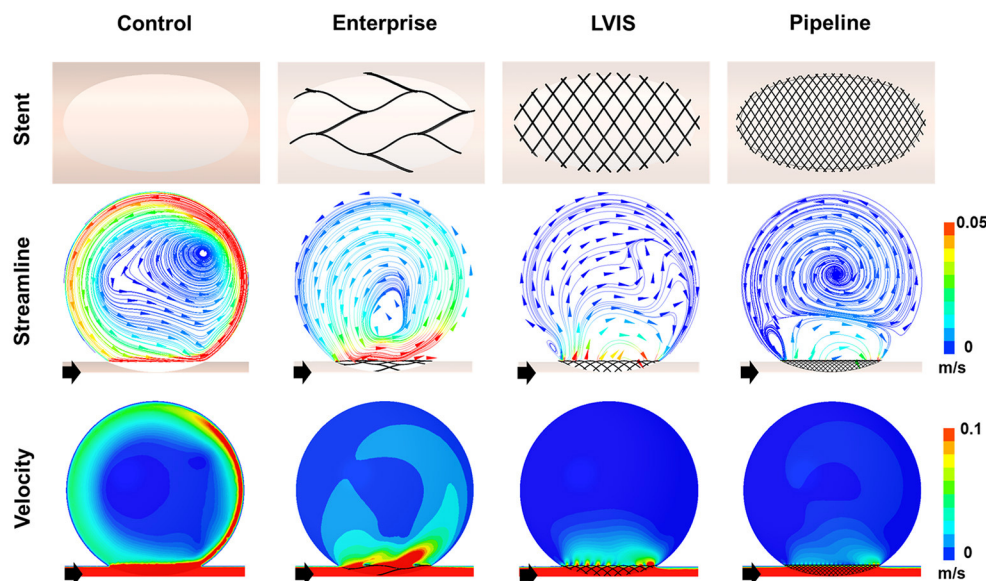 Control Enterprise LVIS Pipeline
Stent
Streamline
0.05
0
m/s
Velocity
0.1
0
m/s